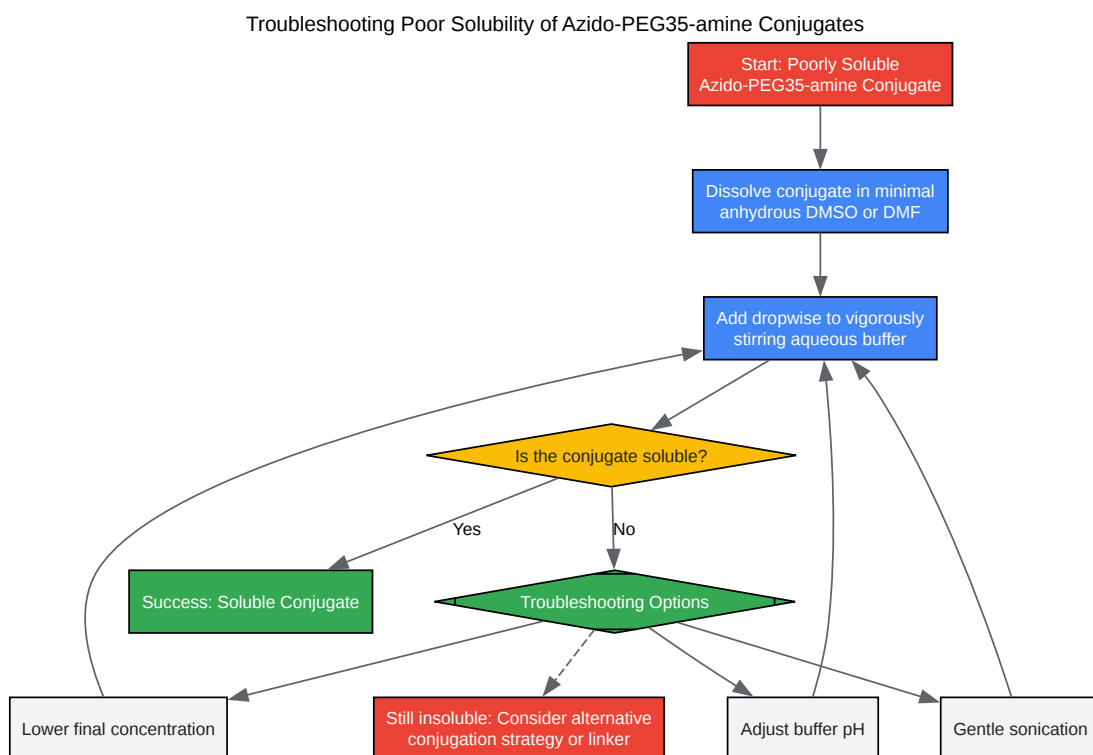 Troubleshooting Poor Solubility of Azido-PEG35-amine Conjugates
Start: Poorly Soluble
Azido-PEG35-amine Conjugate
Dissolve conjugate in minimal
anhydrous DMSO or DMF
Add dropwise to vigorously
stirring aqueous buffer
Is the conjugate soluble?
Yes
No
Success: Soluble Conjugate
Troubleshooting Options
Lower final concentration
Still insoluble: Consider alternative
conjugation strategy or linker
Adjust buffer pH
Gentle sonication